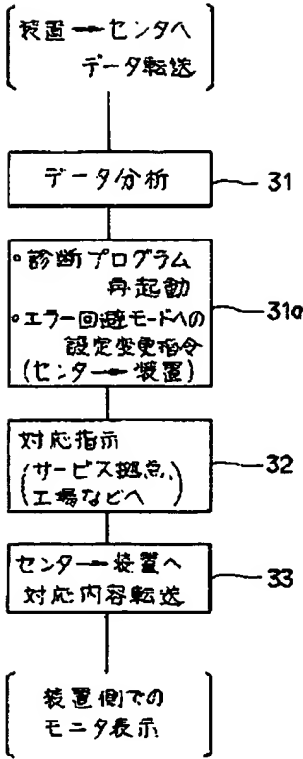 装置→センタへ
データ転送
データ分析
31
・診断プログラム
再起動
・エラー回避モードへの
設定変更指令
(センタ→装置)
31a
対応指示
(サービス拠点、
工場などへ)
32
センタ→装置へ
対応内容転送
33
装置側での
モニタ表示